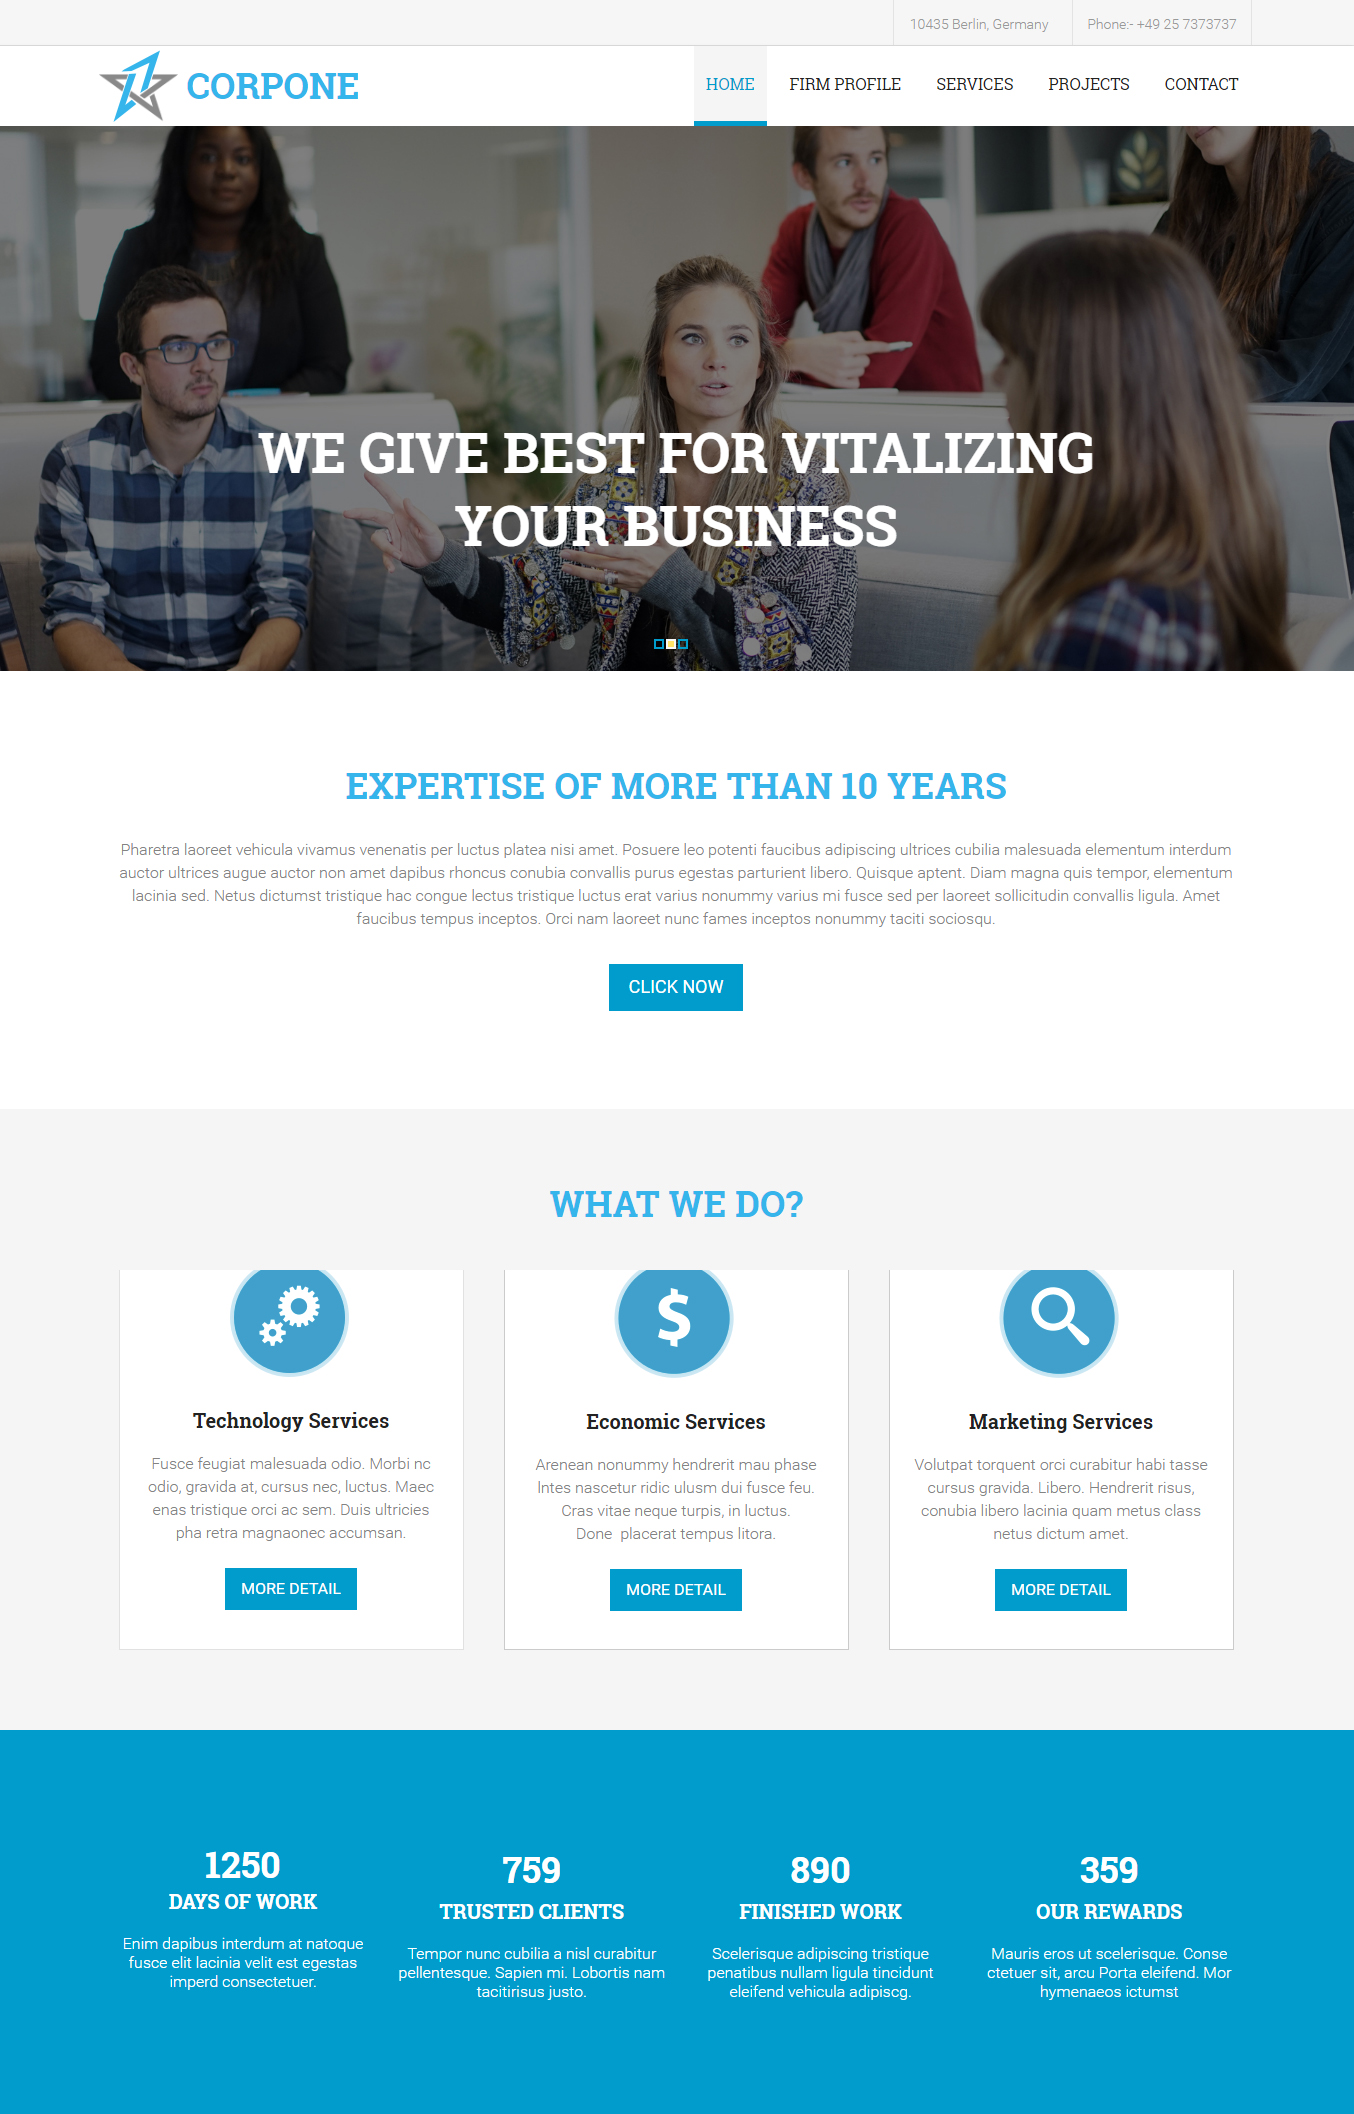 10435 Berlin, Germany
Phone:- +49 25 7373737
CORPONE
HOME
FIRM PROFILE
SERVICES
PROJECTS
CONTACT
WE GIVE BEST FOR VITALIZING
YOUR BUSINESS
EXPERTISE OF MORE THAN 10 YEARS
Pharetra laoreet vehicula vivamus venenatis per luctus platea nisi amet. Posuere leo potenti faucibus adipiscing ultrices cubilia malesuada elementum interdum
auctor ultrices augue auctor non amet dapibus rhoncus conubia convallis purus egestas parturient libero. Quisque aptent. Diam magna quis tempor, elementum
lacinia sed. Netus dictumst tristique hac congue lectus tristique luctus erat varius nonummy varius mi fusce sed per laoreet sollicitudin convallis ligula. Amet
faucibus tempus inceptos. Orci nam laoreet nunc fames inceptos nonummy taciti sociosqu.
CLICK NOW
WHAT WE DO?
$
Technology Services
Fusce feugiat malesuada odio. Morbi nc
odio, gravida at, cursus nec, luctus. Maec
enas tristique orci ac sem. Duis ultricies
pha retra magnaonec accumsan.
MORE DETAIL
Economic Services
Arenean nonummy hendrerit mau phase
Intes nascetur ridic ulusm dui fusce feu.
Cras vitae neque turpis, in luctus.
Done  placerat tempus litora.
MORE DETAIL
Marketing Services
Volutpat torquent orci curabitur habi tasse
cursus gravida. Libero. Hendrerit risus,
conubia libero lacinia quam metus class
netus dictum amet.
MORE DETAIL
1250
DAYS OF WORK
Enim dapibus interdum at natoque
fusce elit lacinia velit est egestas
imperd consectetuer.
759
TRUSTED CLIENTS
Tempor nunc cubilia a nisl curabitur
pellentesque. Sapien mi. Lobortis nam
tacitirisus justo.
890
FINISHED WORK
Scelerisque adipiscing tristique
penatibus nullam ligula tincidunt
eleifend vehicula adipiscg.
359
OUR REWARDS
Mauris eros ut scelerisque. Conse
ctetuer sit, arcu Porta eleifend. Mor
hymenaeos ictumst